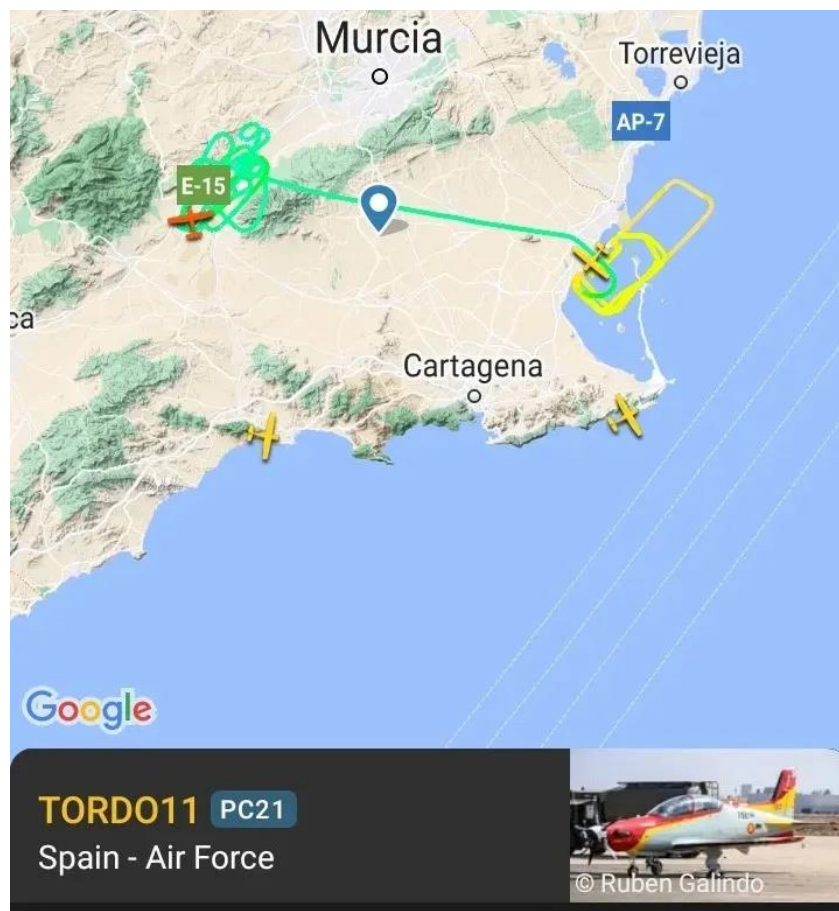 Murcia
Torrevieja
AP-7
E-15
ca
Cartagena
Google
TORDO11 PC21
Spain - Air Force
© Ruben Galindo